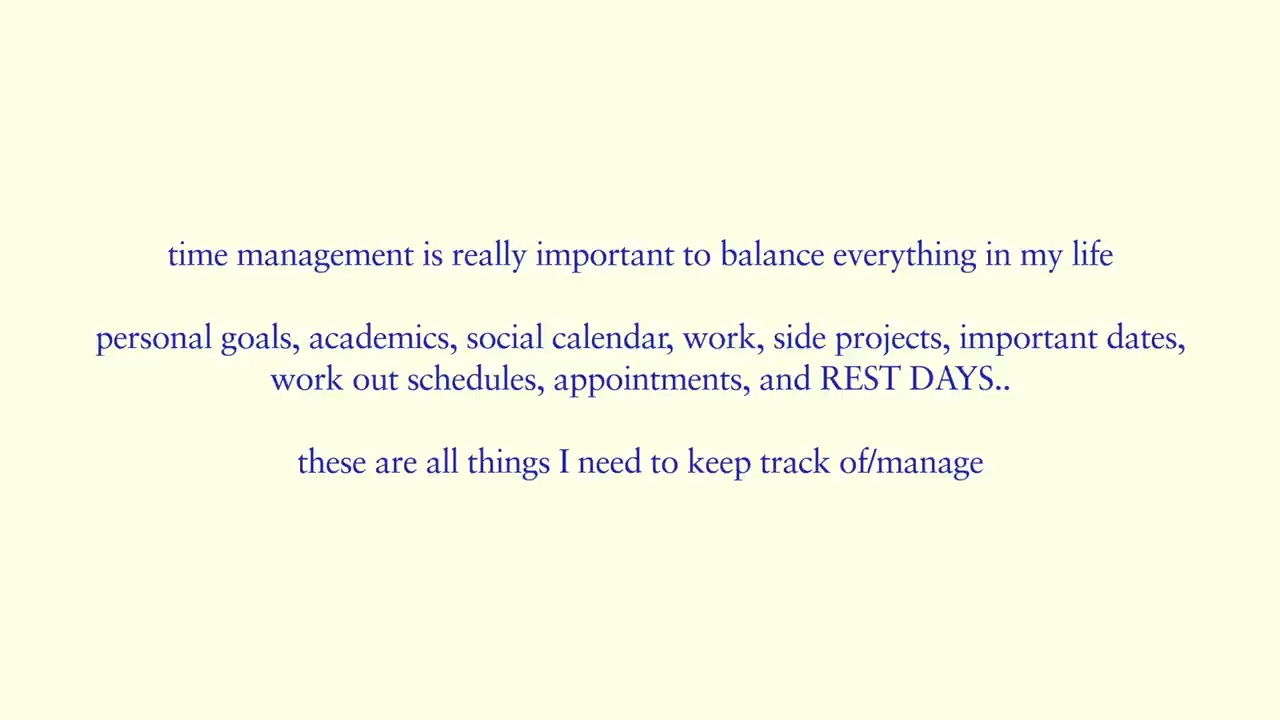 time management is really important to balance everything in my life
personal goals, academics, social calendar, work, side projects, important dates,
work out schedules, appointments, and REST DAYS..
these are all things I need to keep track of/manage